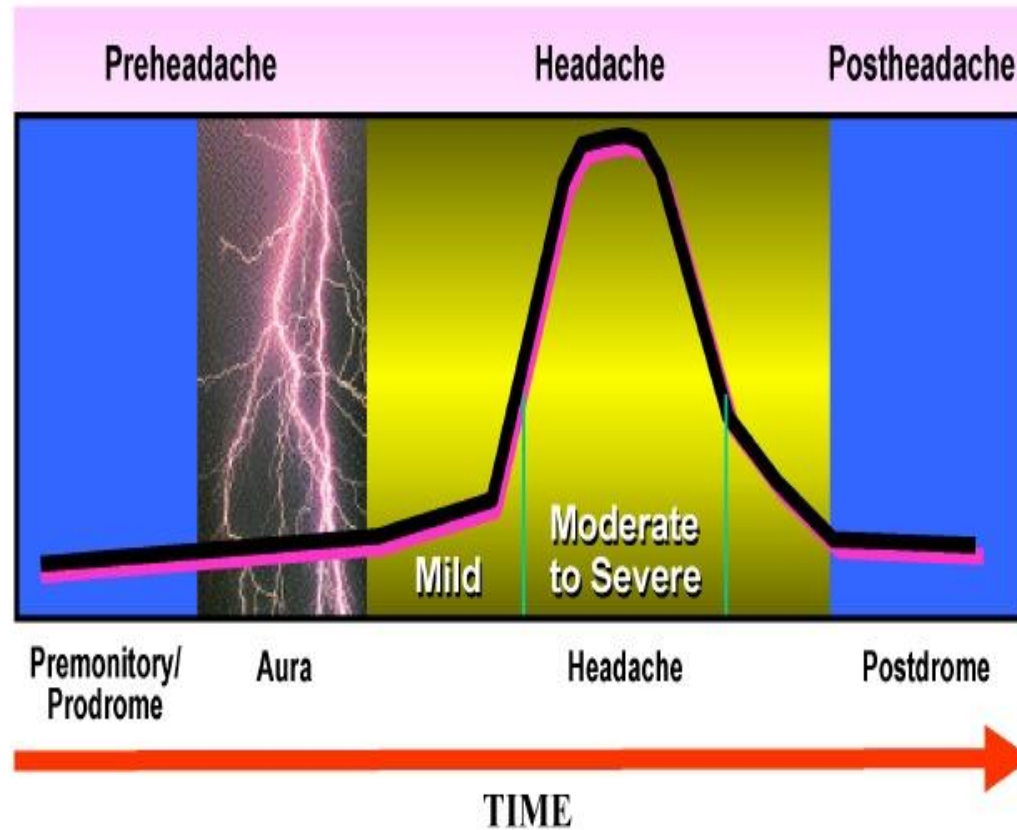 Preheadache Headache Postheadache
Mild
Moderate
to Severe
Premonitory/
Prodrome
Aura
Headache
Postdrome
TIME